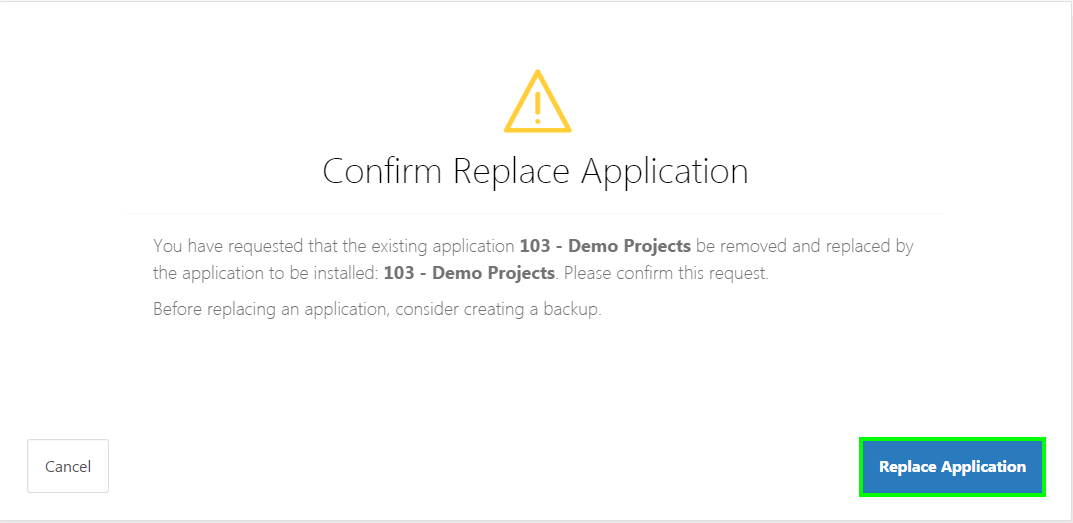 Confirm Replace Application
You have requested that the existing application 103 - Demo Projects be removed and replaced by
the application to be installed: 103 - Demo Projects. Please confirm this request.
Before replacing an application, consider creating a backup.
Cancel
Replace Application